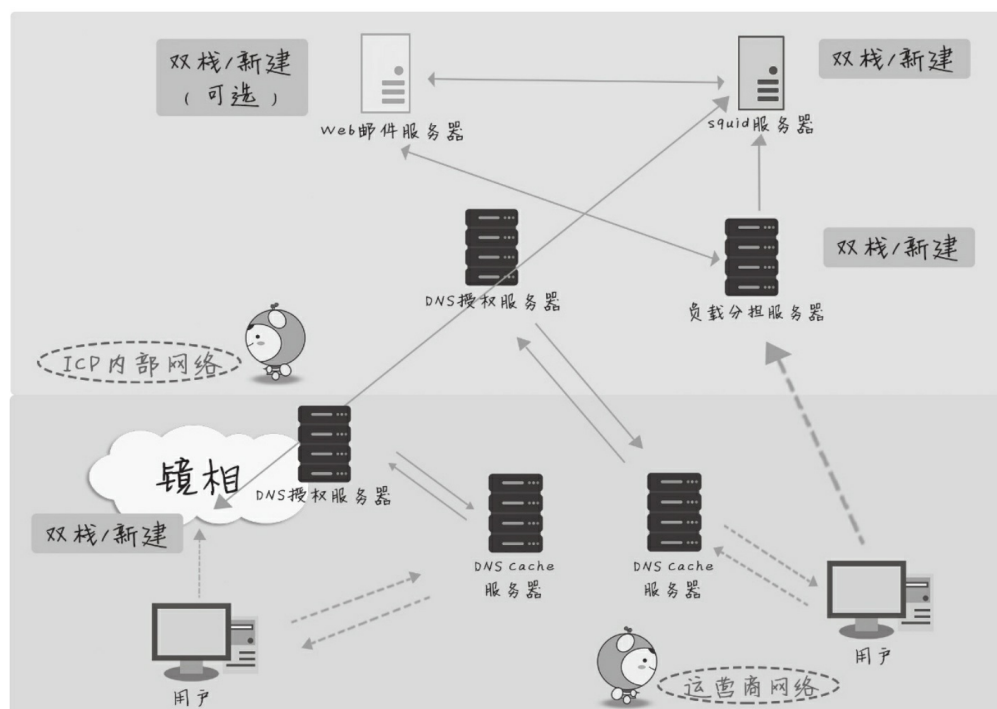 双栈/新建
(可选)
双栈/新建
Web邮件服务器
squid服务器
双栈/新建
DNS授权服务器
负载分担服务器
ICP内部网络
镜相
DNS授权服务器
双栈/新建
DNS Cache
服务器
DNS Cache
服务器
用户
用户
运营商网络